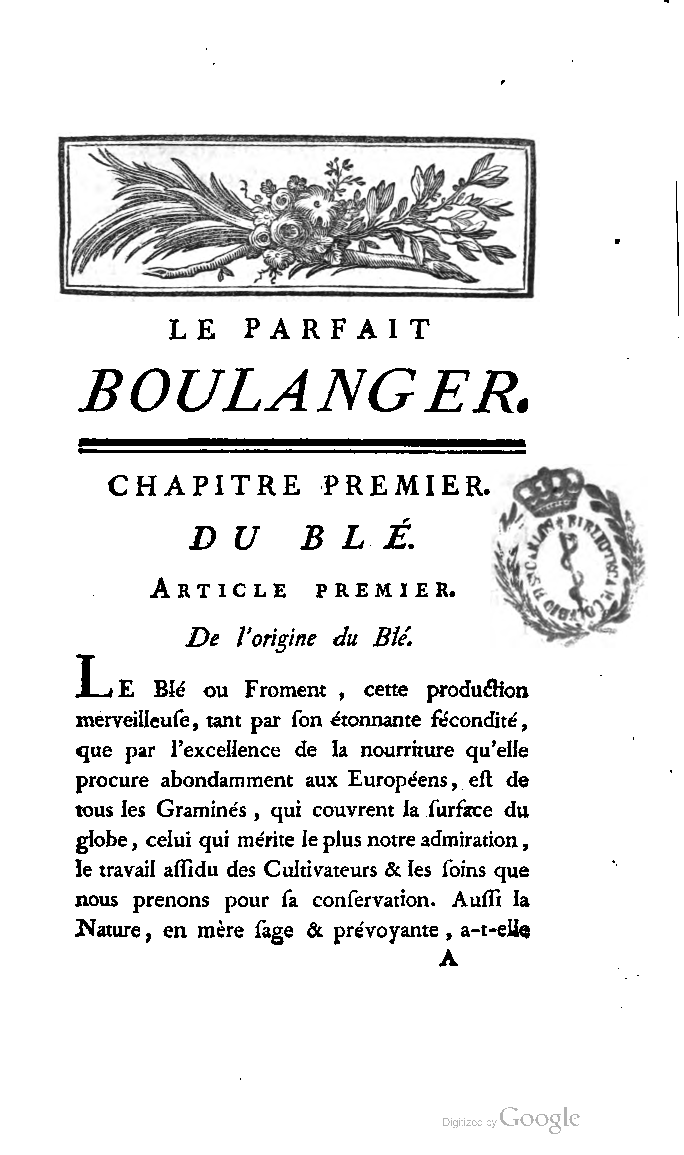 LE PARFAIT
BOULANGER.
CHAPITRE PREMIER.
DU BLÉ.
ARTICLE PREMIER.
De l'origine du Blé.
LE Blé ou Froment, cette production
merveilleuſe, tant par ſon étonnante fécondité,
que par l'excellence de la nourriture qu'elle
procure abondamment aux Européens, eſt de
tous les Graminés, qui couvrent la ſurface du
globe, celui qui mérite le plus notre admiration,
le travail aſſidu des Cultivateurs & les ſoins que
nous prenons pour ſa conſervation. Auſſi la
Nature, en mère ſage & prévoyante, a-t-elle
A
Digitized by Google